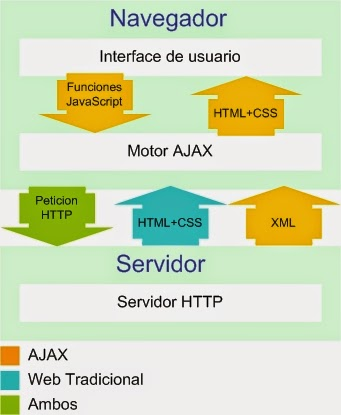 Navegador
Interface de usuario
Funciones
JavaScript
HTML+CSS
Motor AJAX
Peticion
HTTP
HTML+CSS
XML
Servidor
Servidor HTTP
AJAX
Web Tradicional
Ambos